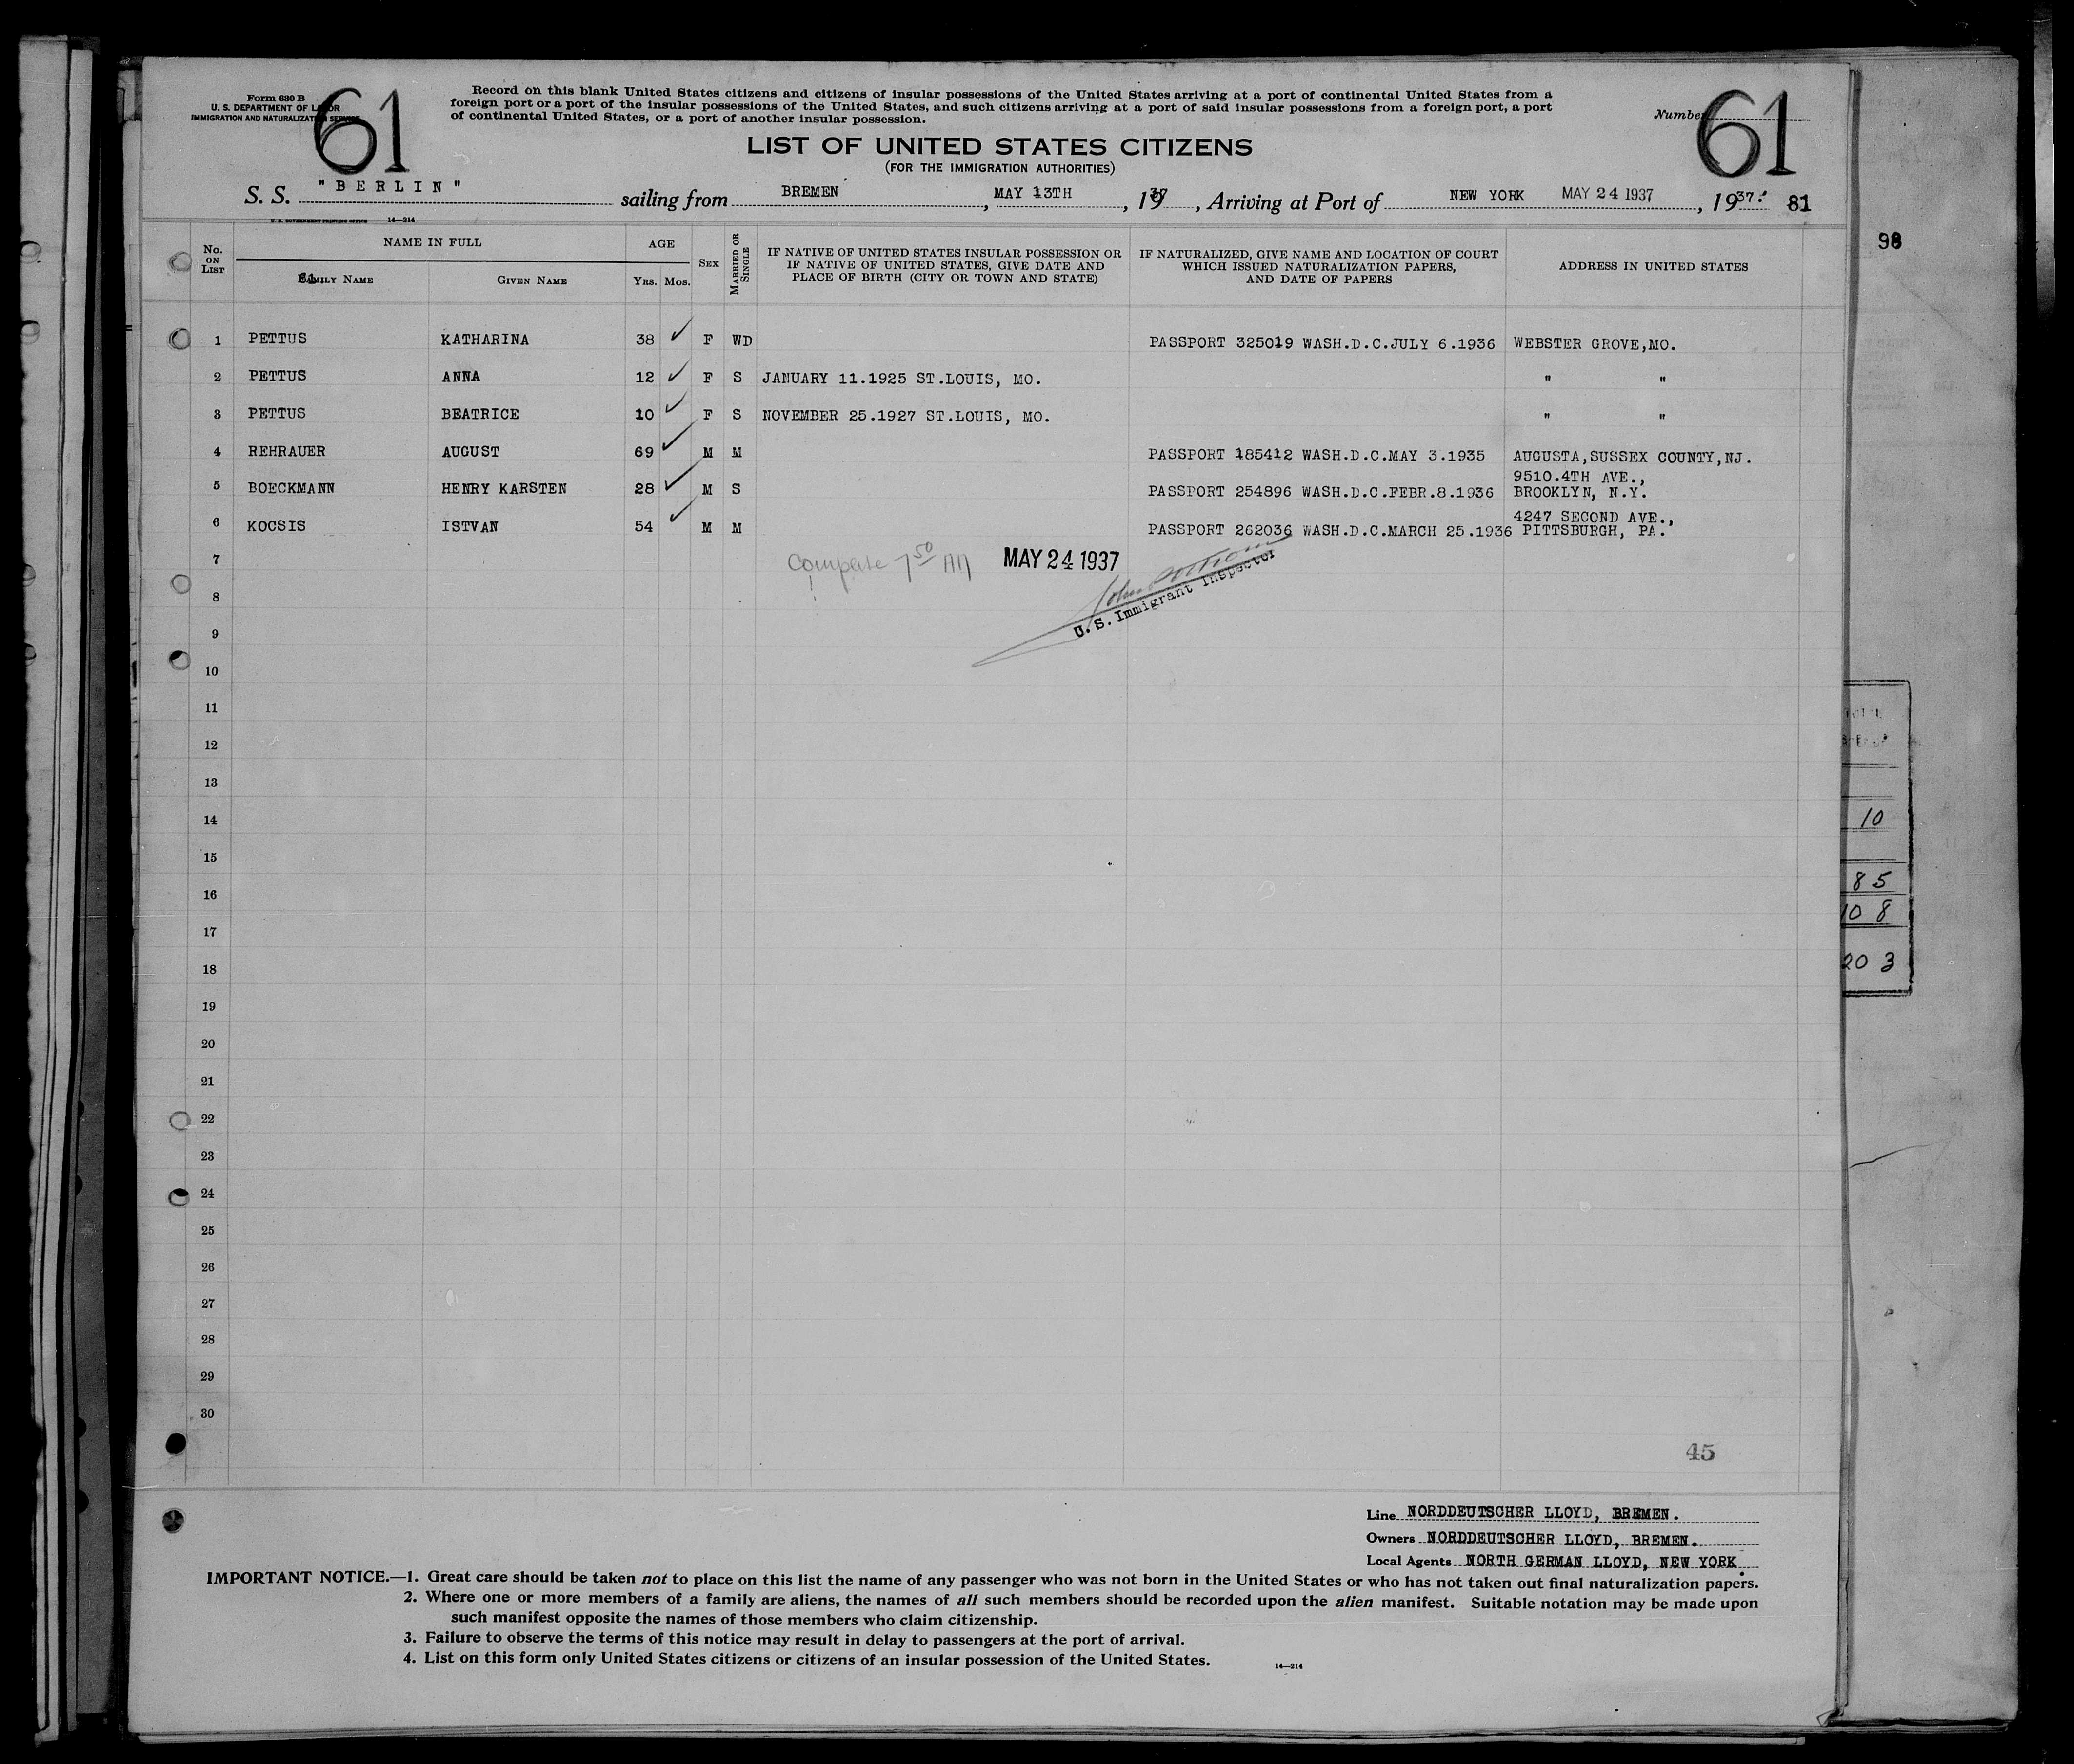 Form 630 B
U. S. DEPARTMENT OF LABOR
IMMIGRATION AND NATURALIZATION SERVICE
61
Record on this blank United States citizens and citizens of insular possessions of the United States arriving at a port of continental United States from a
foreign port or a port of the insular possessions of the United States, and such citizens arriving at a port of said insular possessions from a foreign port, a port
of continental United States, or a port of another insular possession.
Number 61
LIST OF UNITED STATES CITIZENS
(FOR THE IMMIGRATION AUTHORITIES)
S. S. "BERLIN" sailing from BREMEN, MAY 13TH, 1937, Arriving at Port of NEW YORK MAY 24 1937, 1937. 81
U. S. GOVERNMENT PRINTING OFFICE 14—214
98
No. ON LIST NAME IN FULL AGE SEX MARRIED OR SINGLE IF NATIVE OF UNITED STATES INSULAR POSSESSION OR IF NATIVE OF UNITED STATES, GIVE DATE AND PLACE OF BIRTH (CITY OR TOWN AND STATE) IF NATURALIZED, GIVE NAME AND LOCATION OF COURT WHICH ISSUED NATURALIZATION PAPERS, AND DATE OF PAPERS ADDRESS IN UNITED STATES
FAMILY NAME GIVEN NAME YRS. MOS.
1 PETTUS KATHARINA 38 ✓ F WD PASSPORT 325019 WASH.D.C.JULY 6.1936 WEBSTER GROVE,MO.
2 PETTUS ANNA 12 ✓ F S JANUARY 11.1925 ST.LOUIS, MO. " "
3 PETTUS BEATRICE 10 ✓ F S NOVEMBER 25.1927 ST.LOUIS, MO. " "
4 REHRAUER AUGUST 69 ✓ M M PASSPORT 185412 WASH.D.C.MAY 3.1935 AUGUSTA,SUSSEX COUNTY,NJ.
9510.4TH AVE.,
5 BOECKMANN HENRY KARSTEN 28 ✓ M S PASSPORT 254896 WASH.D.C.FEBR.8.1936 BROOKLYN, N.Y.
4247 SECOND AVE.,
6 KOCSIS ISTVAN 54 ✓ M M PASSPORT 262036 WASH.D.C.MARCH 25.1936 PITTSBURGH, PA.
7 MAY 24 1937
U.S. Immigrant Inspector
8
9
10
11
12
13
14
15
16
17
18
19
20
21
22
23
24
25
26
27
28
29
30
10
85
108
203
45
Line NORDDEUTSCHER LLOYD, BREMEN.
Owners NORDDEUTSCHER LLOYD, BREMEN.
Local Agents NORTH GERMAN LLOYD, NEW YORK
IMPORTANT NOTICE.—1. Great care should be taken not to place on this list the name of any passenger who was not born in the United States or who has not taken out final naturalization papers.
2. Where one or more members of a family are aliens, the names of all such members should be recorded upon the alien manifest. Suitable notation may be made upon
such manifest opposite the names of those members who claim citizenship.
3. Failure to observe the terms of this notice may result in delay to passengers at the port of arrival.
4. List on this form only United States citizens or citizens of an insular possession of the United States.
14—214